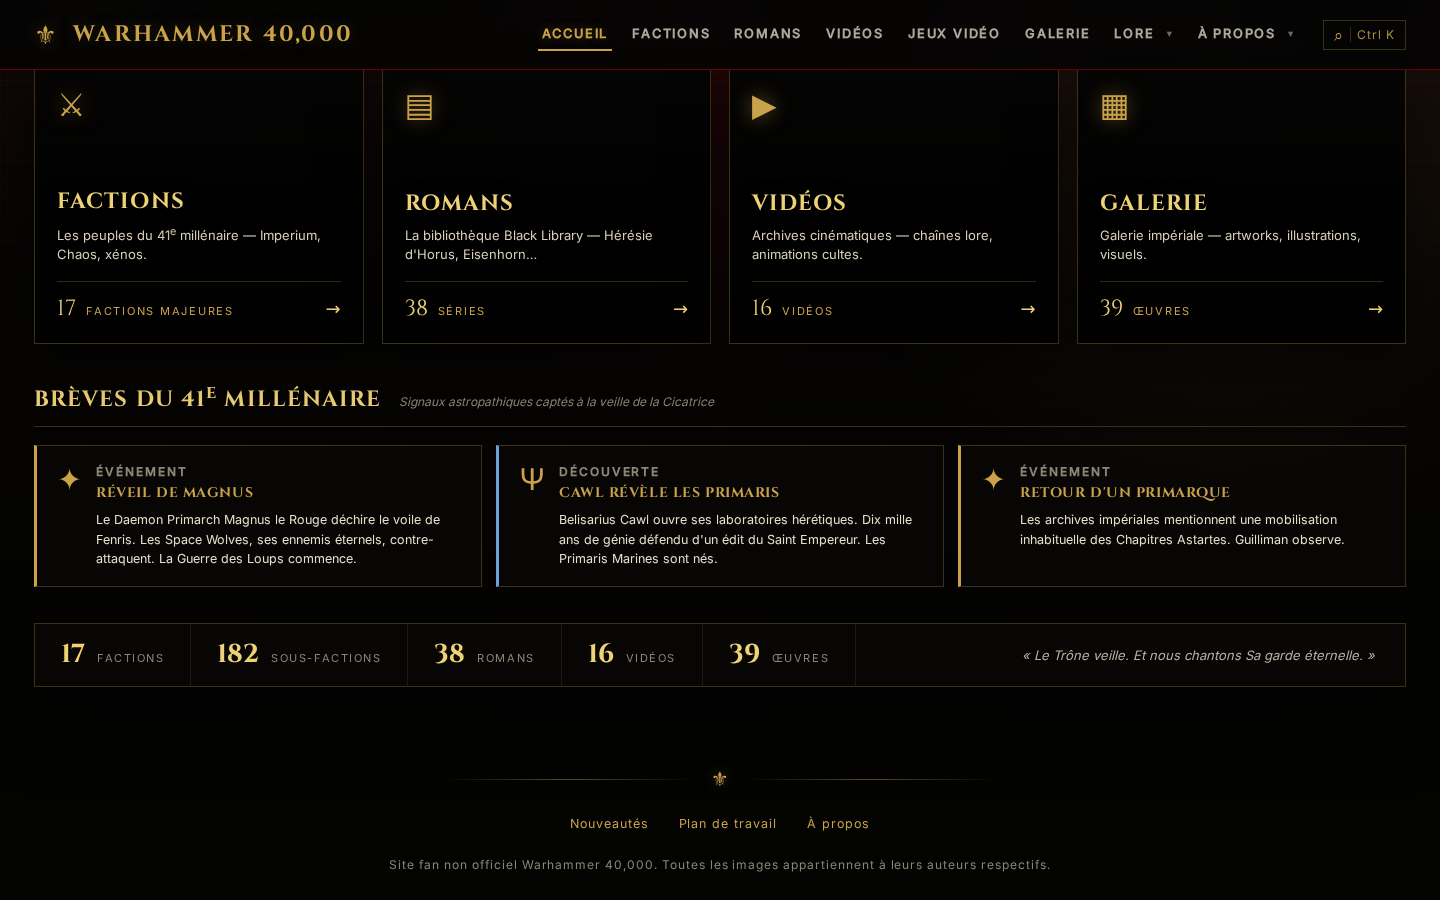 WARHAMMER 40,000
ACCUEIL FACTIONS ROMANS VIDÉOS JEUX VIDÉO GALERIE LORE À PROPOS Ctrl K
FACTIONS
Les peuples du 41e millénaire — Imperium,
Chaos, xénos.
17 FACTIONS MAJEURES →
ROMANS
La bibliothèque Black Library — Hérésie
d'Horus, Eisenhorn...
38 SÉRIES →
VIDÉOS
Archives cinématiques — chaînes lore,
animations cultes.
16 VIDÉOS →
GALERIE
Galerie impériale — artworks, illustrations,
visuels.
39 ŒUVRES →
BRÈVES DU 41E MILLÉNAIRE
Signaux astropathiques captés à la veille de la Cicatrice
ÉVÉNEMENT
RÉVEIL DE MAGNUS
Le Daemon Primarch Magnus le Rouge déchire le voile de
Fenris. Les Space Wolves, ses ennemis éternels, contre-
attaquent. La Guerre des Loups commence.
DÉCOUVERTE
CAWL RÉVÈLE LES PRIMARIS
Belisarius Cawl ouvre ses laboratoires hérétiques. Dix mille
ans de génie défendu d'un édit du Saint Empereur. Les
Primaris Marines sont nés.
ÉVÉNEMENT
RETOUR D'UN PRIMARQUE
Les archives impériales mentionnent une mobilisation
inhabituelle des Chapitres Astartes. Guilliman observe.
17 FACTIONS
182 SOUS-FACTIONS
38 ROMANS
16 VIDÉOS
39 ŒUVRES
« Le Trône veille. Et nous chantons Sa garde éternelle. »
Nouveautés Plan de travail À propos
Site fan non officiel Warhammer 40,000. Toutes les images appartiennent à leurs auteurs respectifs.